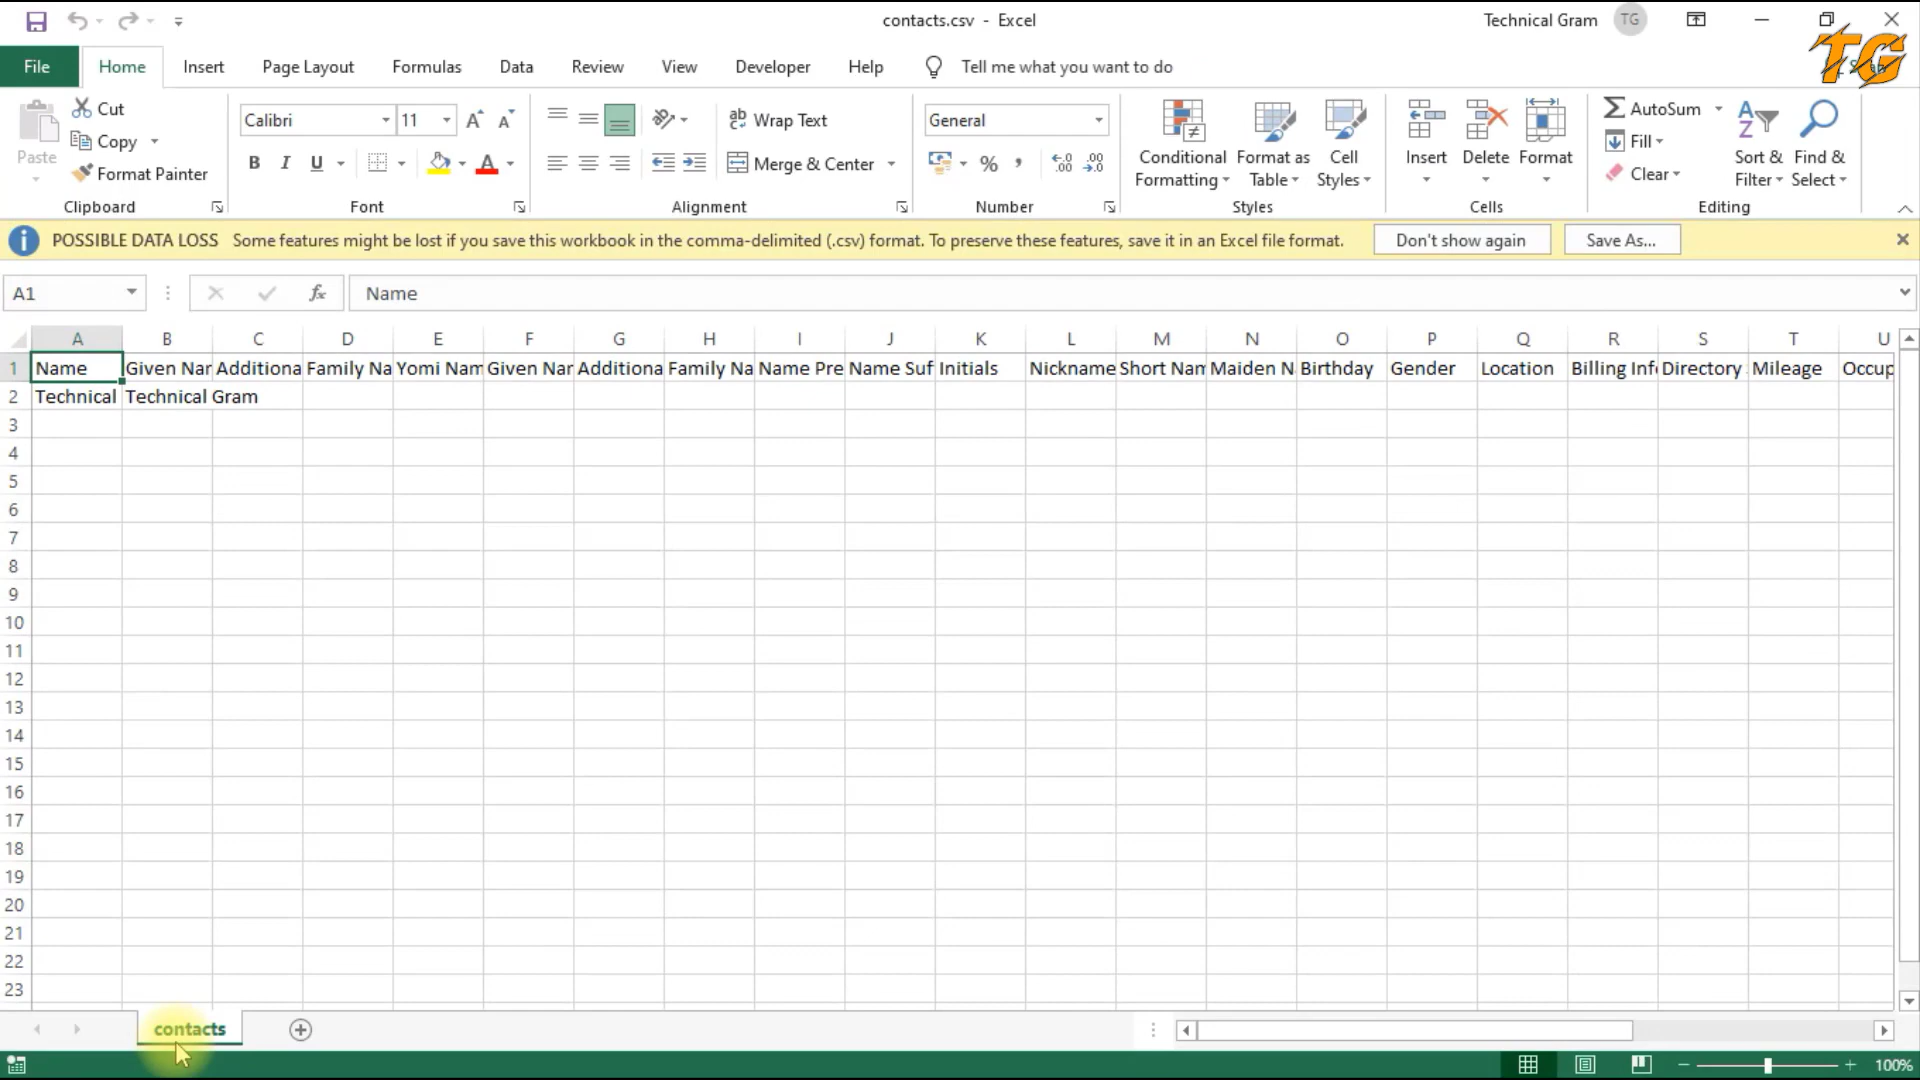 contacts.csv - Excel
Technical Gram TG
TG
File Home Insert Page Layout Formulas Data Review View Developer Help Tell me what you want to do
Paste
Cut
Copy
Format Painter
Clipboard
Calibri 11
B I U
Font
Wrap Text
Merge & Center
Alignment
General
%
Number
Conditional Formatting
Format as Table
Cell Styles
Styles
Insert Delete Format
Cells
AutoSum
Fill
Clear
Sort & Filter
Find & Select
Editing
POSSIBLE DATA LOSS Some features might be lost if you save this workbook in the comma-delimited (.csv) format. To preserve these features, save it in an Excel file format. Don't show again Save As...
A1 fx Name
A B C D E F G H I J K L M N O P Q R S T U
1 Name Given Nar Additiona Family Na Yomi Nam Given Nar Additiona Family Na Name Pre Name Suf Initials Nickname Short Nam Maiden N Birthday Gender Location Billing Info Directory Mileage Occup
2 Technical Technical Gram
3
4
5
6
7
8
9
10
11
12
13
14
15
16
17
18
19
20
21
22
23
contacts
100%